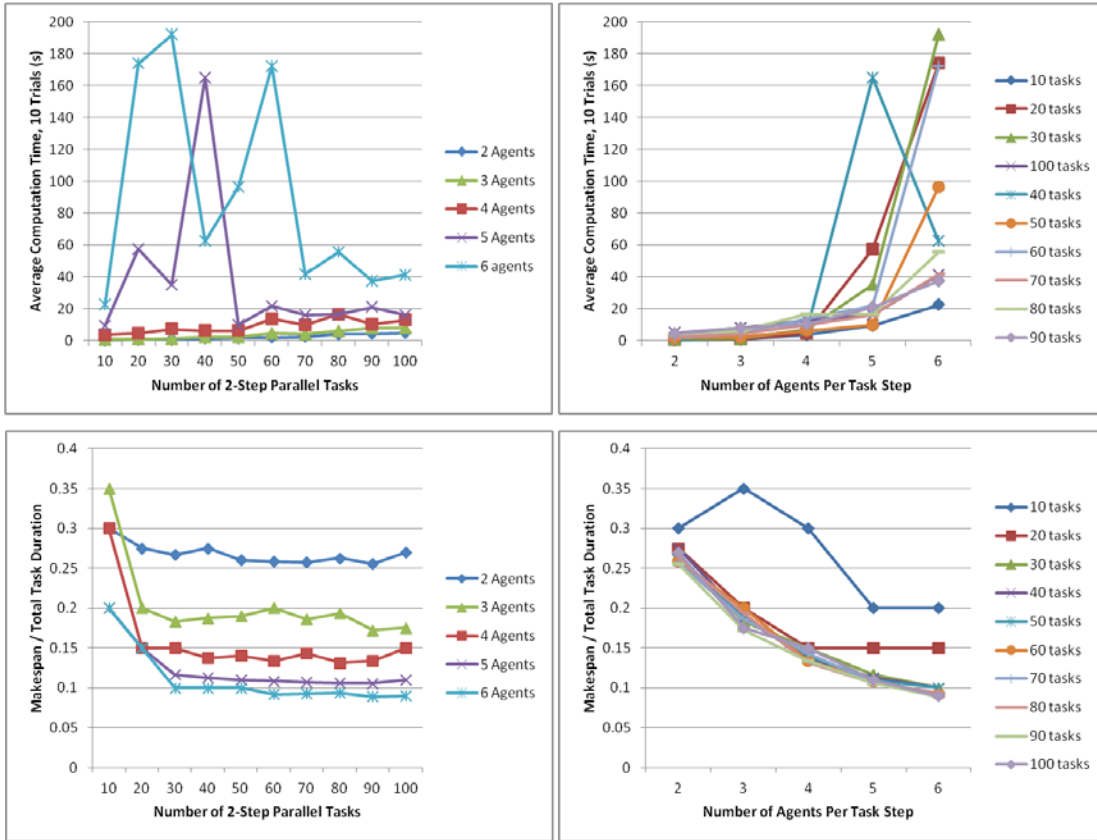 200
180
160
140
120
100
80
60
40
20
0
Average Computation Time, 10 Trials (s)
10 20 30 40 50 60 70 80 90 100
Number of 2-Step Parallel Tasks
2 Agents
3 Agents
4 Agents
5 Agents
6 agents
200
180
160
140
120
100
80
60
40
20
0
Average Computation Time, 10 Trials (s)
2 3 4 5 6
Number of Agents Per Task Step
10 tasks
20 tasks
30 tasks
100 tasks
40 tasks
50 tasks
60 tasks
70 tasks
80 tasks
90 tasks
0.4
0.35
0.3
0.25
0.2
0.15
0.1
0.05
0
Makespan / Total Task Duration
10 20 30 40 50 60 70 80 90 100
Number of 2-Step Parallel Tasks
2 Agents
3 Agents
4 Agents
5 Agents
6 Agents
0.4
0.35
0.3
0.25
0.2
0.15
0.1
0.05
0
Makespan / Total Task Duration
2 3 4 5 6
Number of Agents Per Task Step
10 tasks
20 tasks
30 tasks
40 tasks
50 tasks
60 tasks
70 tasks
80 tasks
90 tasks
100 tasks